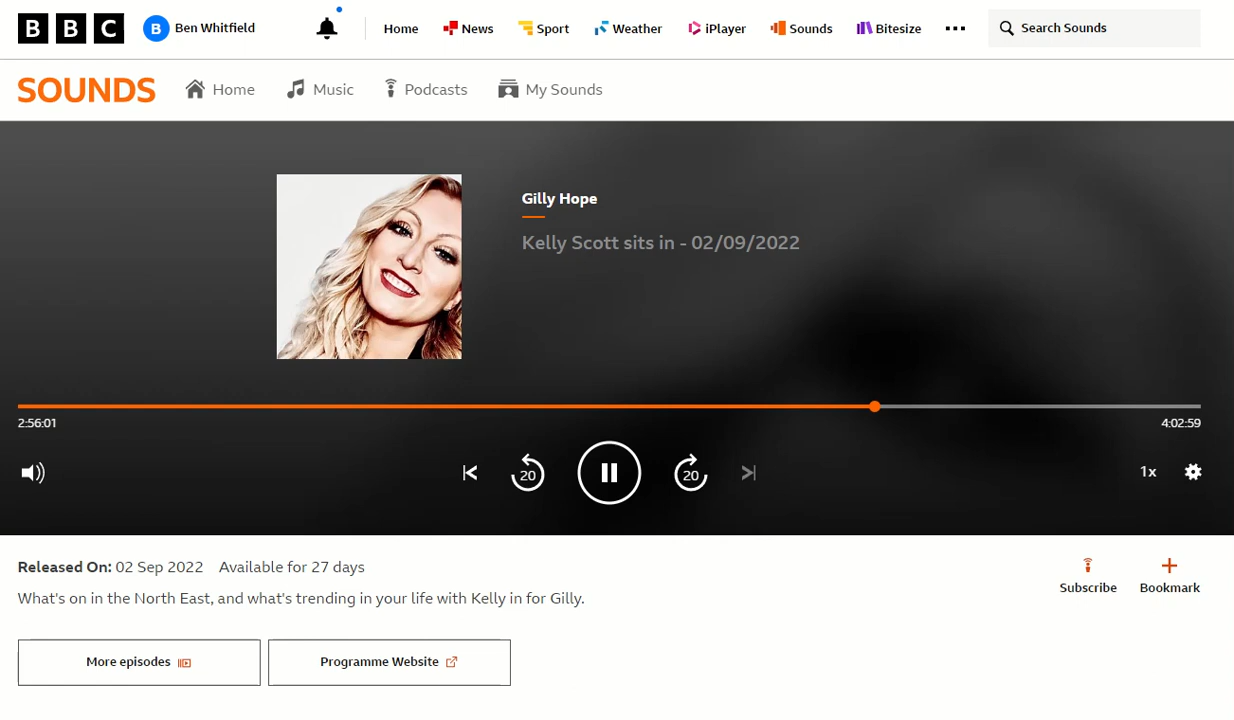 BBC B Ben Whitfield Home News Sport Weather iPlayer Sounds Bitesize Search Sounds
SOUNDS Home Music Podcasts My Sounds
Gilly Hope
Kelly Scott sits in - 02/09/2022
2:56:01 4:02:59
20 20 1x
Released On: 02 Sep 2022 Available for 27 days
Subscribe Bookmark
What's on in the North East, and what's trending in your life with Kelly in for Gilly.
More episodes Programme Website